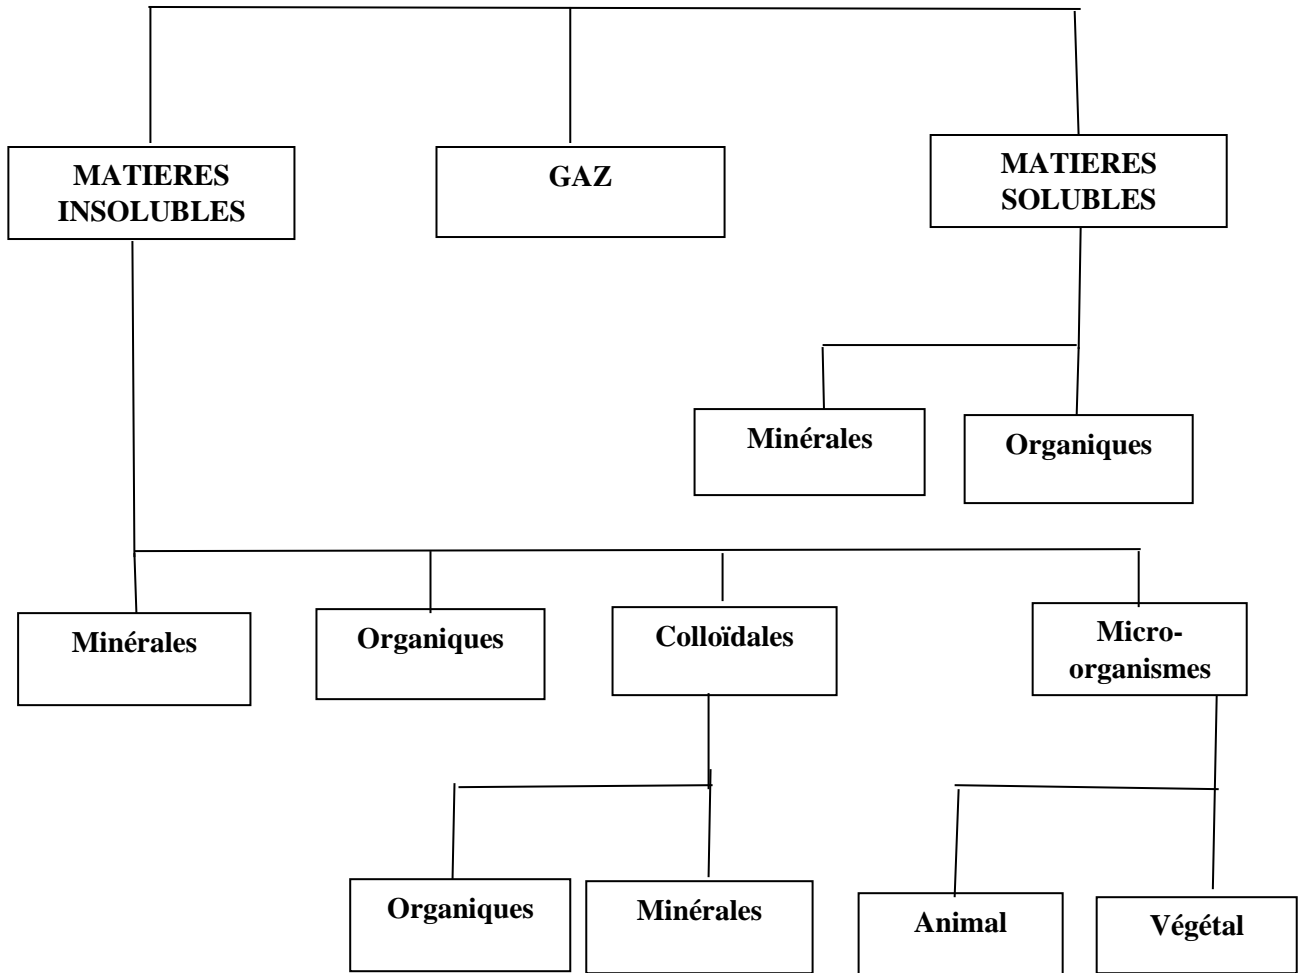 MATIERES
INSOLUBLES
GAZ
MATIERES
SOLUBLES
Minérales
Organiques
Minérales
Organiques
Colloïdales
Micro-
organismes
Organiques
Minérales
Animal
Végétal